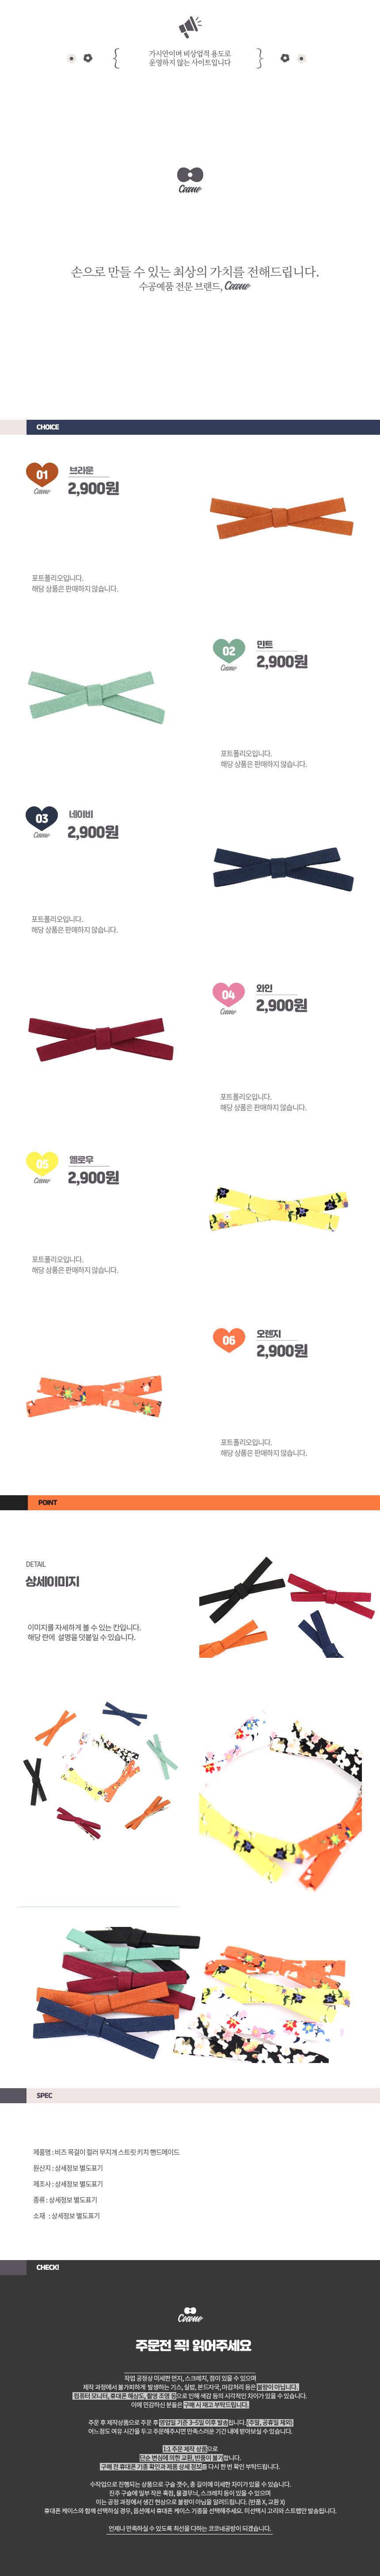 가시안이며 비상업적 용도로
운영하지 않는 사이트입니다
Cocone
손으로 만들 수 있는 최상의 가치를 전해드립니다.
수공예품 전문 브랜드, Cocone
CHOICE
01
브라운
2,900원
Cocone
포트폴리오입니다.
해당 상품은 판매하지 않습니다.
02
민트
2,900원
Cocone
포트폴리오입니다.
해당 상품은 판매하지 않습니다.
03
네이비
2,900원
Cocone
포트폴리오입니다.
해당 상품은 판매하지 않습니다.
04
와인
2,900원
Cocone
포트폴리오입니다.
해당 상품은 판매하지 않습니다.
05
옐로우
2,900원
Cocone
포트폴리오입니다.
해당 상품은 판매하지 않습니다.
06
오렌지
2,900원
포트폴리오입니다.
해당 상품은 판매하지 않습니다.
POINT
DETAIL
상세이미지
이미지를 자세하게 볼 수 있는 칸입니다.
해당 란에 설명을 덧붙일 수 있습니다.
SPEC
제품명 : 비즈 목걸이 컬러 무지개 스트릿 키치 핸드메이드
원산지 : 상세정보 별도표기
제조사 : 상세정보 별도표기
종류 : 상세정보 별도표기
소재 : 상세정보 별도표기
CHECK!
Cocone
주문전 꼭! 읽어주세요
작업 공정상 미세한 먼지, 스크래치, 점이 있을 수 있으며
제작 과정에서 불가피하게 발생하는 기스, 실밥, 본드자국, 마감처리 등은 불량이 아닙니다.
컴퓨터 모니터, 휴대폰 해상도, 촬영 조명 등으로 인해 색감 등의 시각적인 차이가 있을 수 있습니다.
이에 민감하신 분들은 구매 시 재고 부탁드립니다.
주문 후 제작상품으로 주문 후 영업일 기준 3~5일 이후 발송됩니다. (주말, 공휴일 제외)
어느정도 여유 시간을 두고 주문해주시면 만족스러운 기간 내에 받아보실 수 있습니다.
1:1 주문 제작 상품으로
단순 변심에 의한 교환, 반품이 불가합니다.
구매 전 휴대폰 기종 확인과 제품 상세 정보를 다시 한 번 확인 부탁드립니다.
수작업으로 진행되는 상품으로 구슬 갯수, 총 길이에 미세한 차이가 있을 수 있습니다.
진주 구슬에 일부 작은 흑점, 물결무늬, 스크래치 등이 있을 수 있으며
이는 공정 과정에서 생긴 현상으로 불량이 아님을 알려드립니다. (반품 X, 교환 X)
휴대폰 케이스와 함께 선택하실 경우, 옵션에서 휴대폰 케이스 기종을 선택해주세요. 미선택시 고리와 스트랩만 발송됩니다.
언제나 만족하실 수 있도록 최선을 다하는 코코네공방이 되겠습니다.